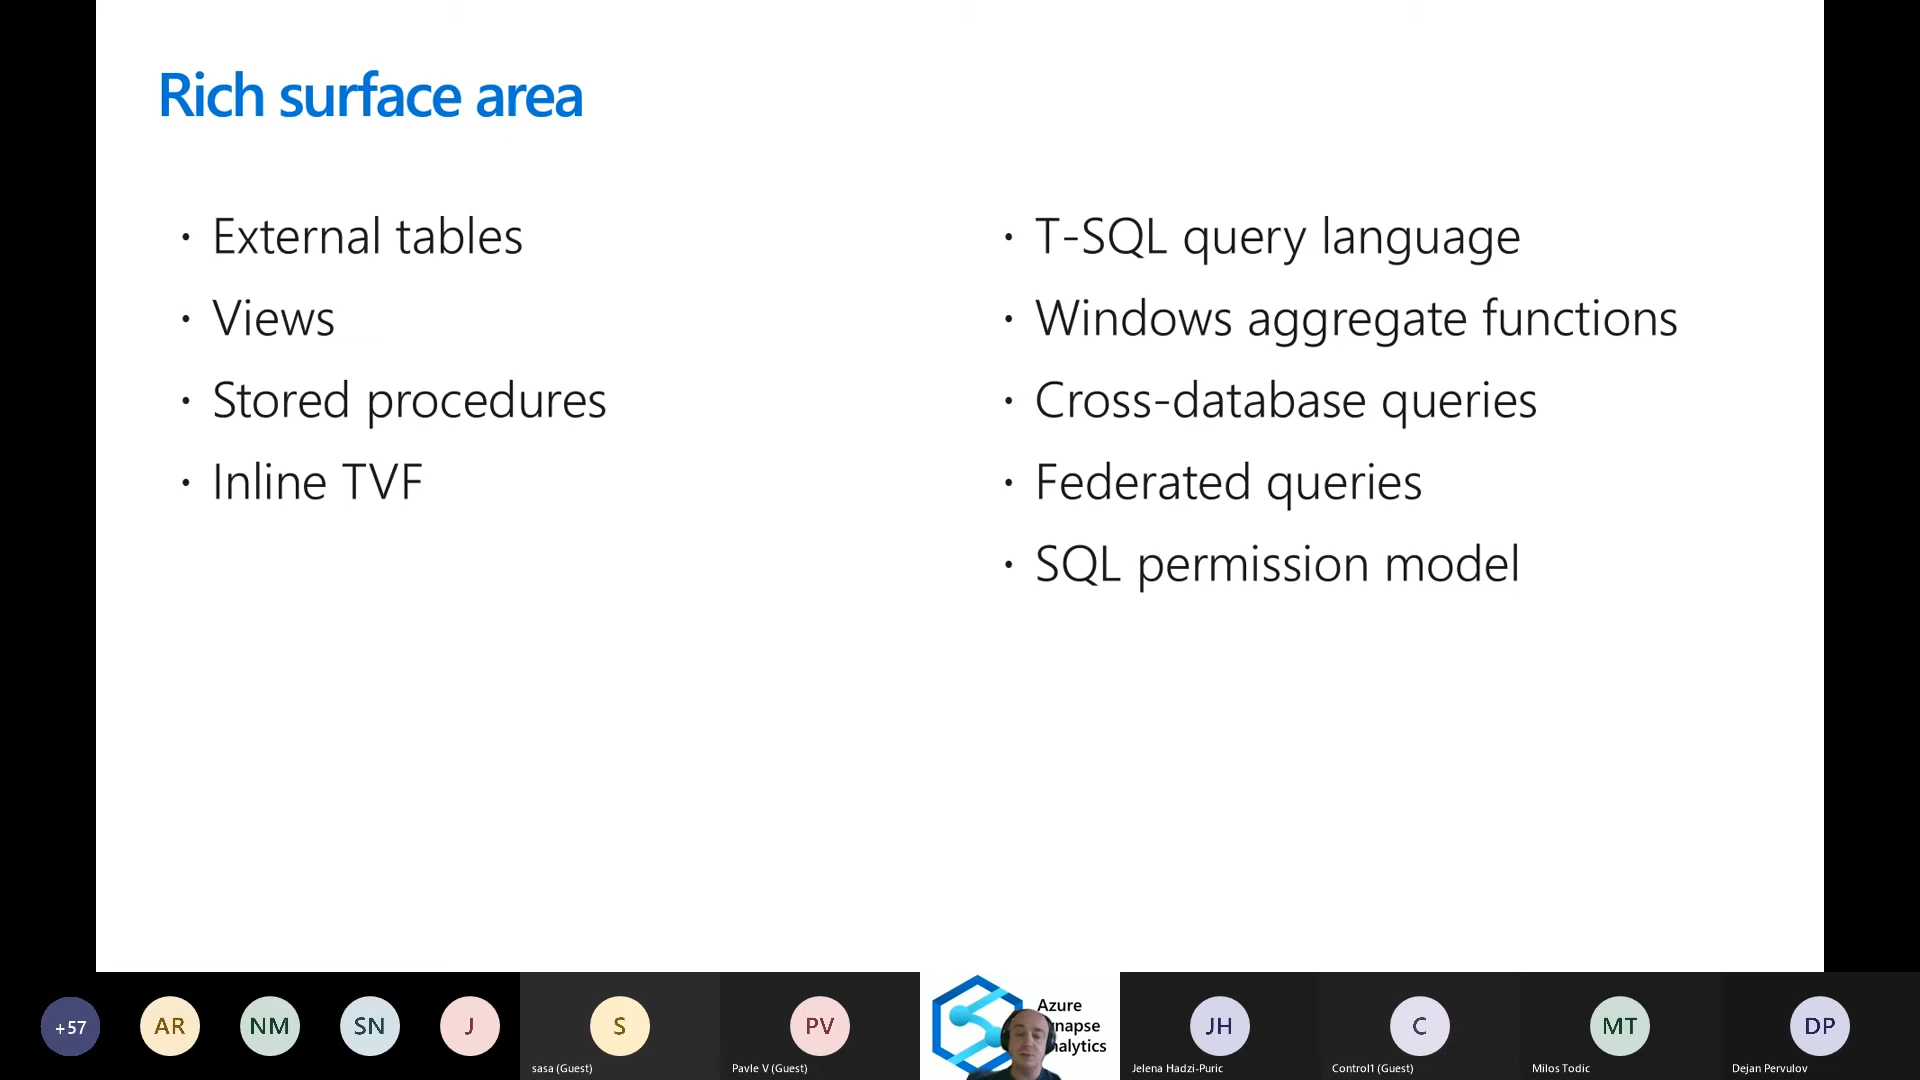 Rich surface area
· External tables
· Views
· Stored procedures
· Inline TVF
· T-SQL query language
· Windows aggregate functions
· Cross-database queries
· Federated queries
· SQL permission model
+57
AR
NM
SN
J
S
sasa (Guest)
PV
Pavle V (Guest)
Azure
ynapse
nalytics
JH
Jelena Hadzi-Puric
C
Control1 (Guest)
MT
Milos Todic
DP
Dejan Pervulov